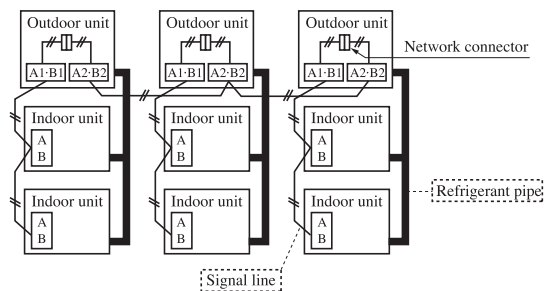 Outdoor unit Outdoor unit Outdoor unit
Network connector
A1·B1 A2·B2 A1·B1 A2·B2 A1·B1 A2·B2
Indoor unit Indoor unit Indoor unit
A A A
B B B
Refrigerant pipe
Indoor unit Indoor unit Indoor unit
A A A
B B B
Signal line